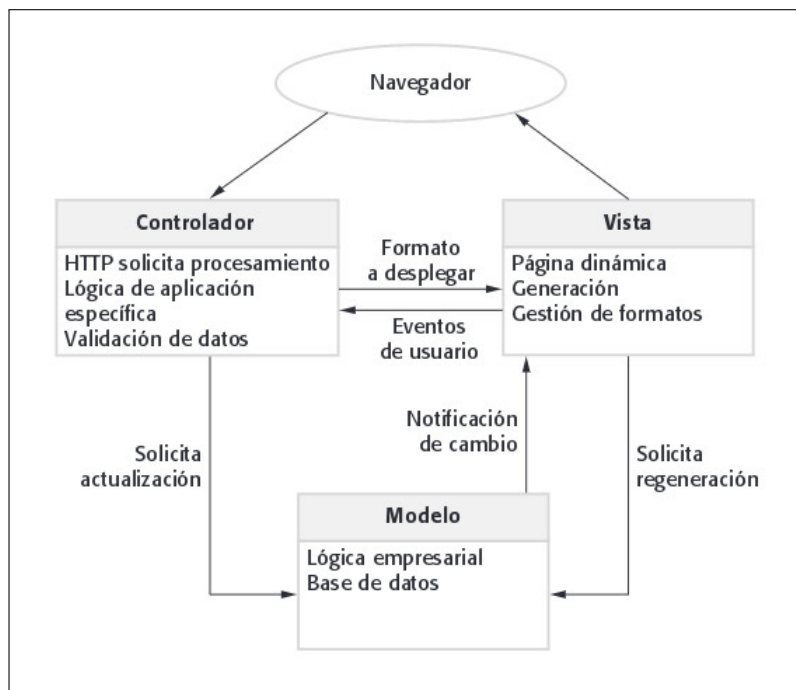 Navegador
Controlador
HTTP solicita procesamiento
Lógica de aplicación
específica
Validación de datos
Formato
a desplegar
Eventos
de usuario
Vista
Página dinámica
Generación
Gestión de formatos
Solicita
actualización
Notificación
de cambio
Solicita
regeneración
Modelo
Lógica empresarial
Base de datos